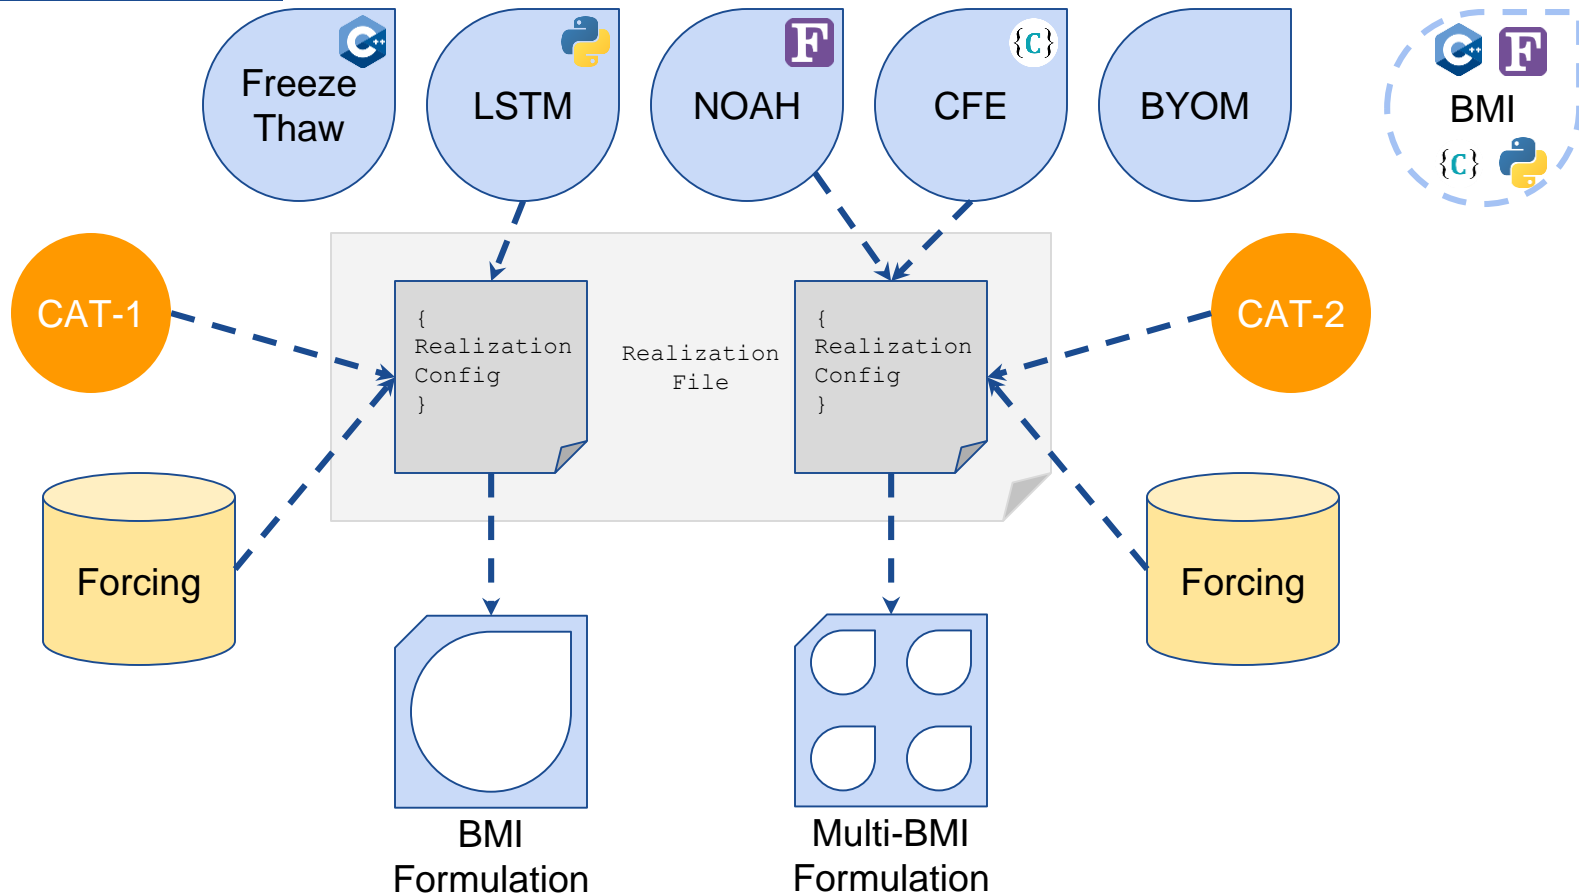 C++
F
{C}
Freeze
Thaw
LSTM
NOAH
CFE
BYOM
C++
F
BMI
{C}
CAT-1
{
Realization
Config
}
Realization
File
{
Realization
Config
}
CAT-2
Forcing
Forcing
BMI
Formulation
Multi-BMI
Formulation